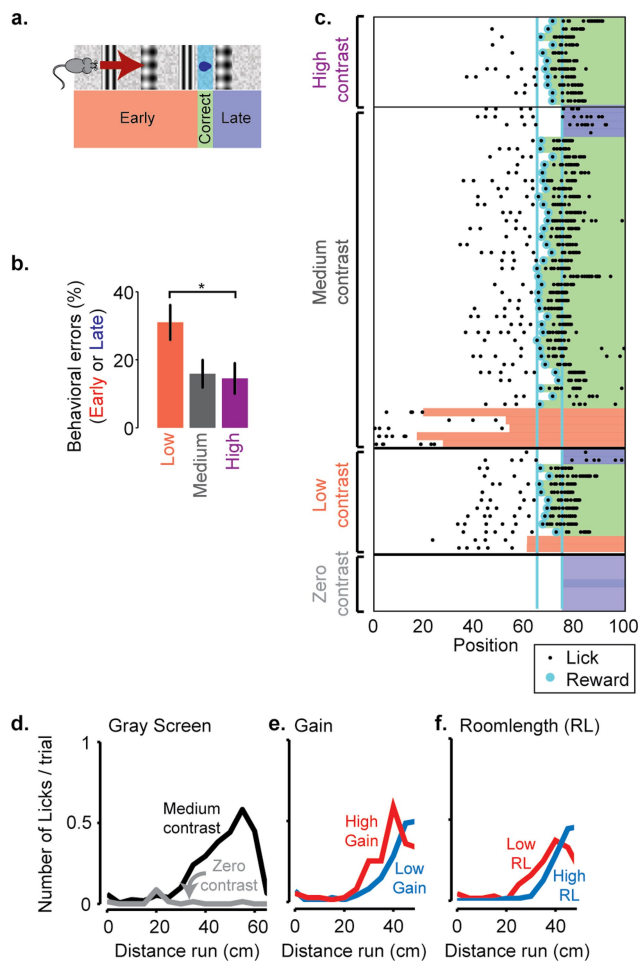 a.
Early
Correct
Late
b.
Behavioral errors (%)
(Early or Late)
40
20
0
*
Low
Medium
High
c.
High
contrast
Medium
contrast
Low
contrast
Zero
contrast
0 20 40 60 80 100
Position
Lick
Reward
d. Gray Screen
Number of Licks / trial
1
0.5
0
Medium
contrast
Zero
contrast
0 20 40 60
Distance run (cm)
e. Gain
High
Gain
Low
Gain
0 20 40
Distance run (cm)
f. Roomlength (RL)
Low
RL
High
RL
0 20 40
Distance run (cm)